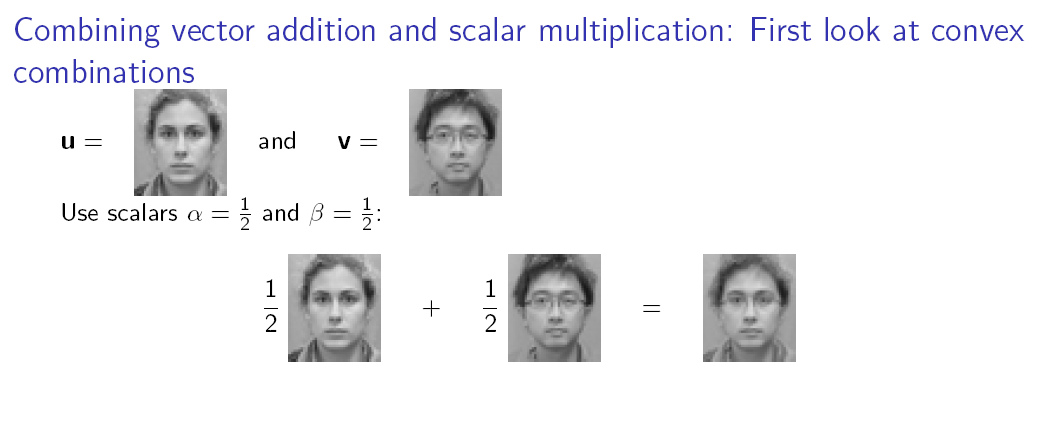 Combining vector addition and scalar multiplication: First look at convex
combinations
u = and v =
Use scalars α = 1/2 and β = 1/2:
1/2 + 1/2 =